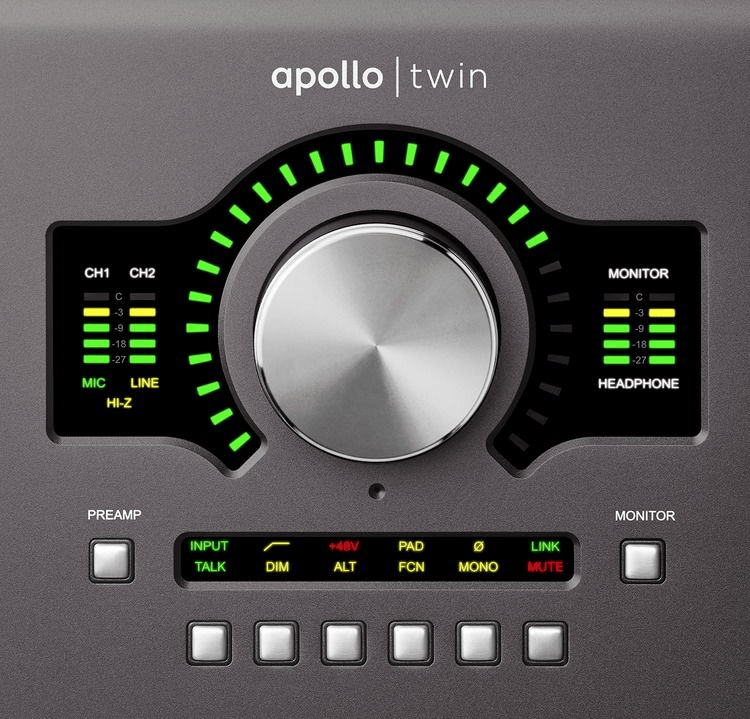 apollo | twin
CH1 CH2
C
-3
-9
-18
-27
MIC LINE
HI-Z
MONITOR
C
-3
-9
-18
-27
HEADPHONE
PREAMP
MONITOR
INPUT +48V PAD Ø LINK
TALK DIM ALT FCN MONO MUTE